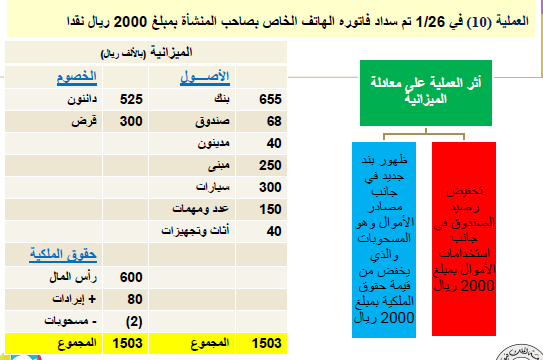 العملية (10) في 1/26 تم سداد فاتوره الهاتف الخاص بصاحب المنشأة بمبلغ 2000 ريال نقدا
الميزانية (بالألف ريال)
الأصـــول الخصوم
655 بنك 525 دائنون
68 صندوق 300 قرض
40 مدينون
250 مبنى
300 سيارات
150 عدد ومهمات
40 أثاث وتجهيزات
حقوق الملكية
600 رأس المال
80 + إيرادات
(2) - مسحوبات
1503 المجموع 1503 المجموع
أثر العملية على معادلة
الميزانية
تخفيض
رصيد
الصندوق في
جانب
استخدامات
الأموال بمبلغ
2000 ريال
ظهور بند
جديد في
جانب
مصادر
الأموال وهو
المسحوبات
والذي
يخفض من
قيمة حقوق
الملكية بمبلغ
2000 ريال